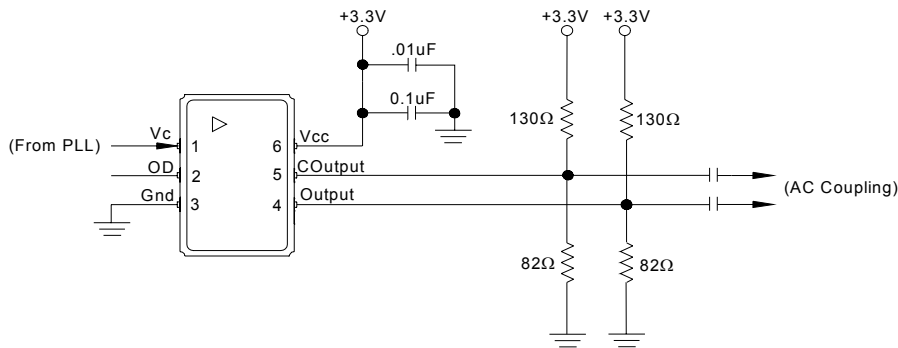 +3.3V
+3.3V +3.3V
.01uF
0.1uF
130Ω 130Ω
(From PLL) Vc 1 6 Vcc
OD 2 5 COutput
Gnd 3 4 Output
(AC Coupling)
82Ω 82Ω